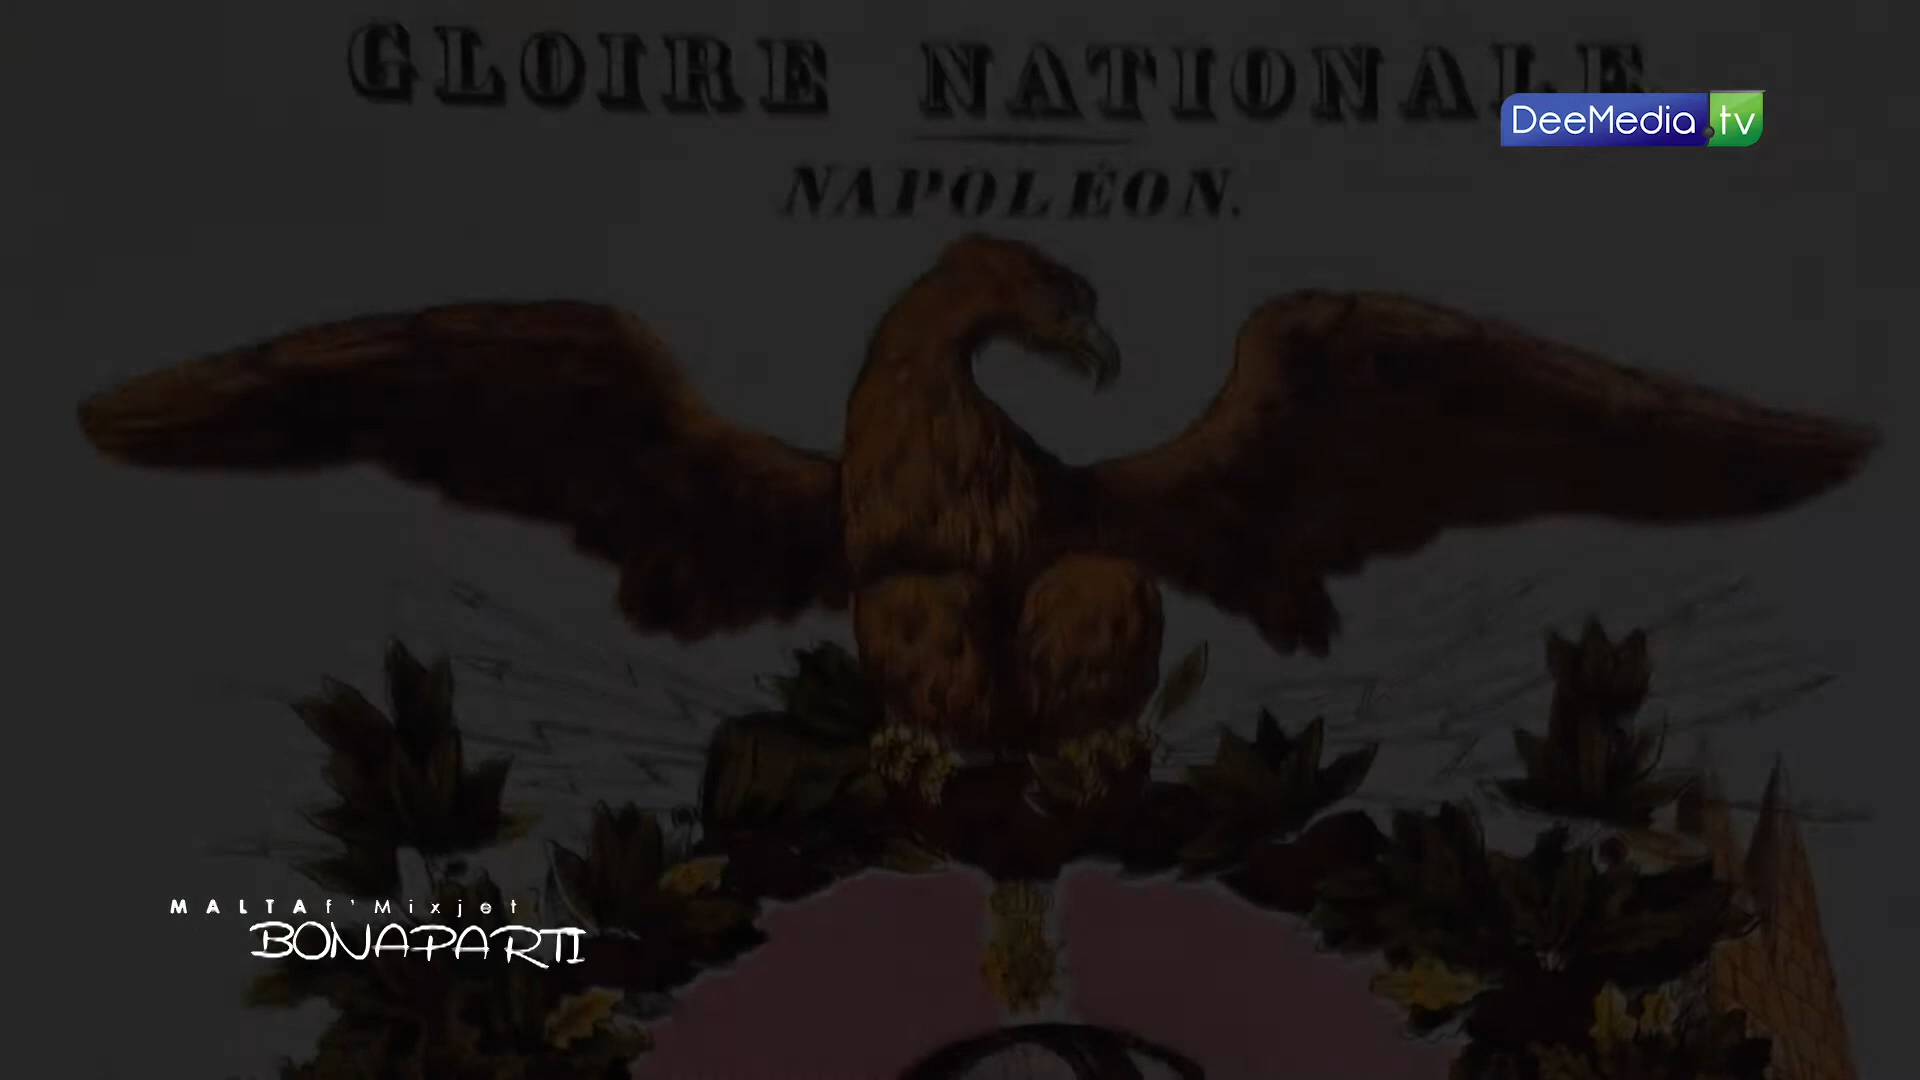 GLOIRE NATIONALE
DeeMedia.tv
NAPOLÉON.
MALTA f'Mixjet
BONAPARTI